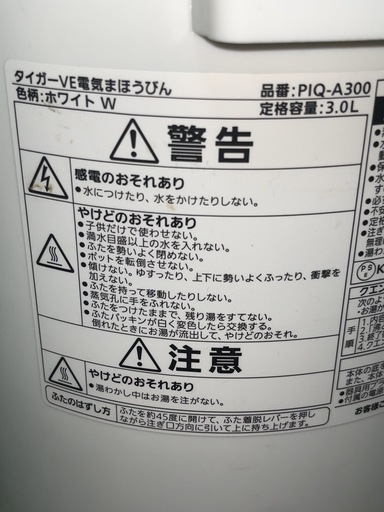 タイガーVE電気まほうびん
品番:PIQ-A300
色柄:ホワイト W
定格容量:3.0L
警告
感電のおそれあり
●水につけたり、水をかけたりしない。
やけどのおそれあり
●子供だけで使わせない。
●満水目盛以上の水を入れない。
●ふたを勢いよく閉めない。
●ポットを転倒させない。
●傾けない。ゆすったり、上下に勢いよくふったり、衝撃を
加えない。
●ふたを持って移動したりしない。
●蒸気孔に手をふれない。
●ふたをつけたままで、残り湯をすてない。
●ふたパッキンが白く変色したら交換する。
倒れたときにお湯が流出して、やけどのおそれ。
注意
やけどのおそれあり
●湯わかし中はお湯を注がない。
ふたのはずし方
ふたを約45度に開けて、ふた着脱レバーを押し
ながら注ぎ口方向に引いて上に持ち上げます。
クエン
手順